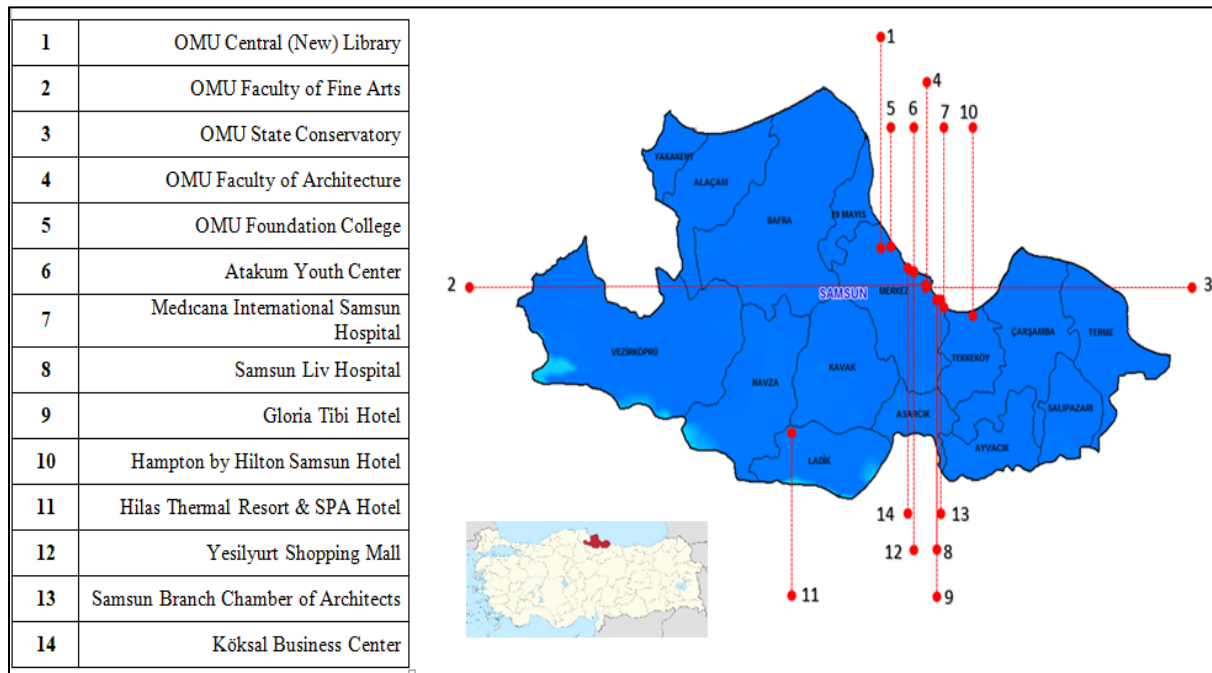 1 OMU Central (New) Library
2 OMU Faculty of Fine Arts
3 OMU State Conservatory
4 OMU Faculty of Architecture
5 OMU Foundation College
6 Atakum Youth Center
7 Medıcana International Samsun
Hospital
8 Samsun Liv Hospital
9 Gloria Tibi Hotel
10 Hampton by Hilton Samsun Hotel
11 Hilas Thermal Resort & SPA Hotel
12 Yesilyurt Shopping Mall
13 Samsun Branch Chamber of Architects
14 Köksal Business Center
1
4
5 6 7 10
YAKAKENT
ALAÇAM
BAFRA
19 MAYIS
2
SAMSUN
MERKEZ
3
VEZİRKÖPRÜ
HAVZA
KAVAK
TEKKEKÖY
ÇARŞAMBA
TERME
ASARCIK
SALIPAZARI
LADİK
AYVACIK
14 13
12 8
11 9